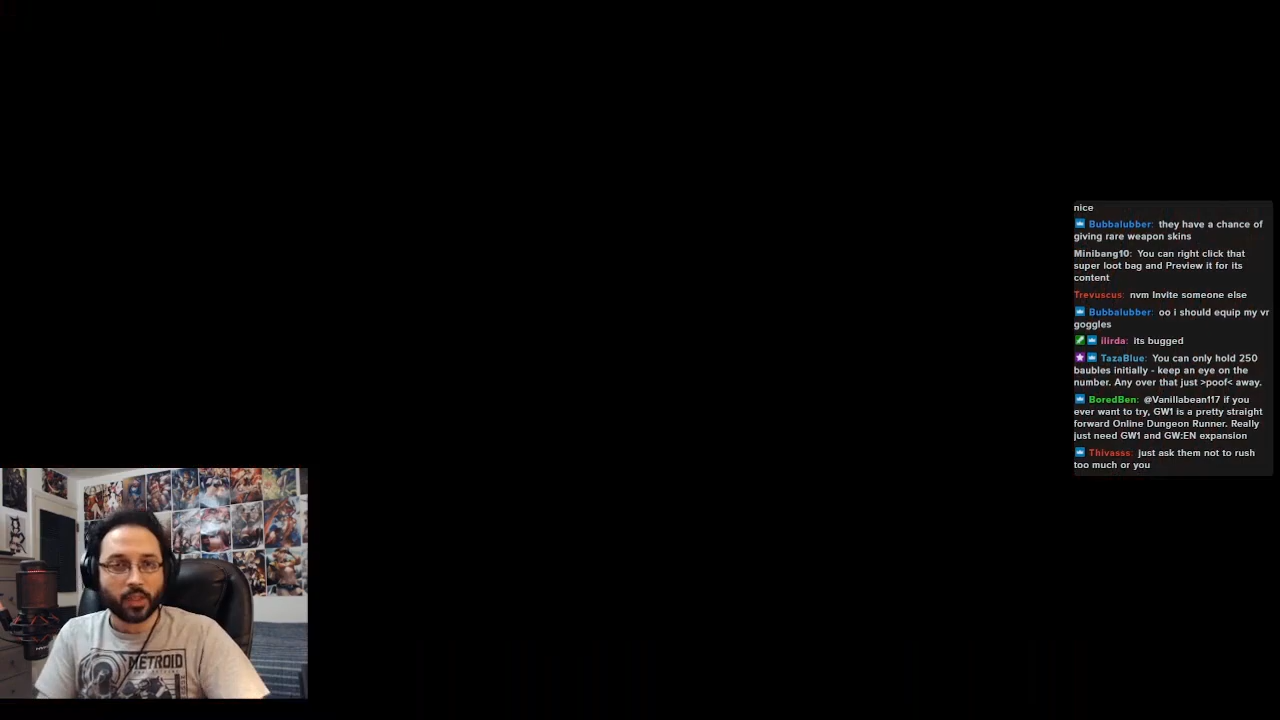 nice
Bubbalubber: they have a chance of
giving rare weapon skins
Minibang10: You can right click that
super loot bag and Preview it for its
content
Trevuscus: nvm Invite someone else
Bubbalubber: oo i should equip my vr
goggles
ilirda: its bugged
TazaBlue: You can only hold 250
baubles initially - keep an eye on the
number. Any over that just >poof< away.
BoredBen: @Vanillabean117 if you
ever want to try, GW1 is a pretty straight
forward Online Dungeon Runner. Really
just need GW1 and GW:EN expansion
Thivasss: just ask them not to rush
too much or you
METROID